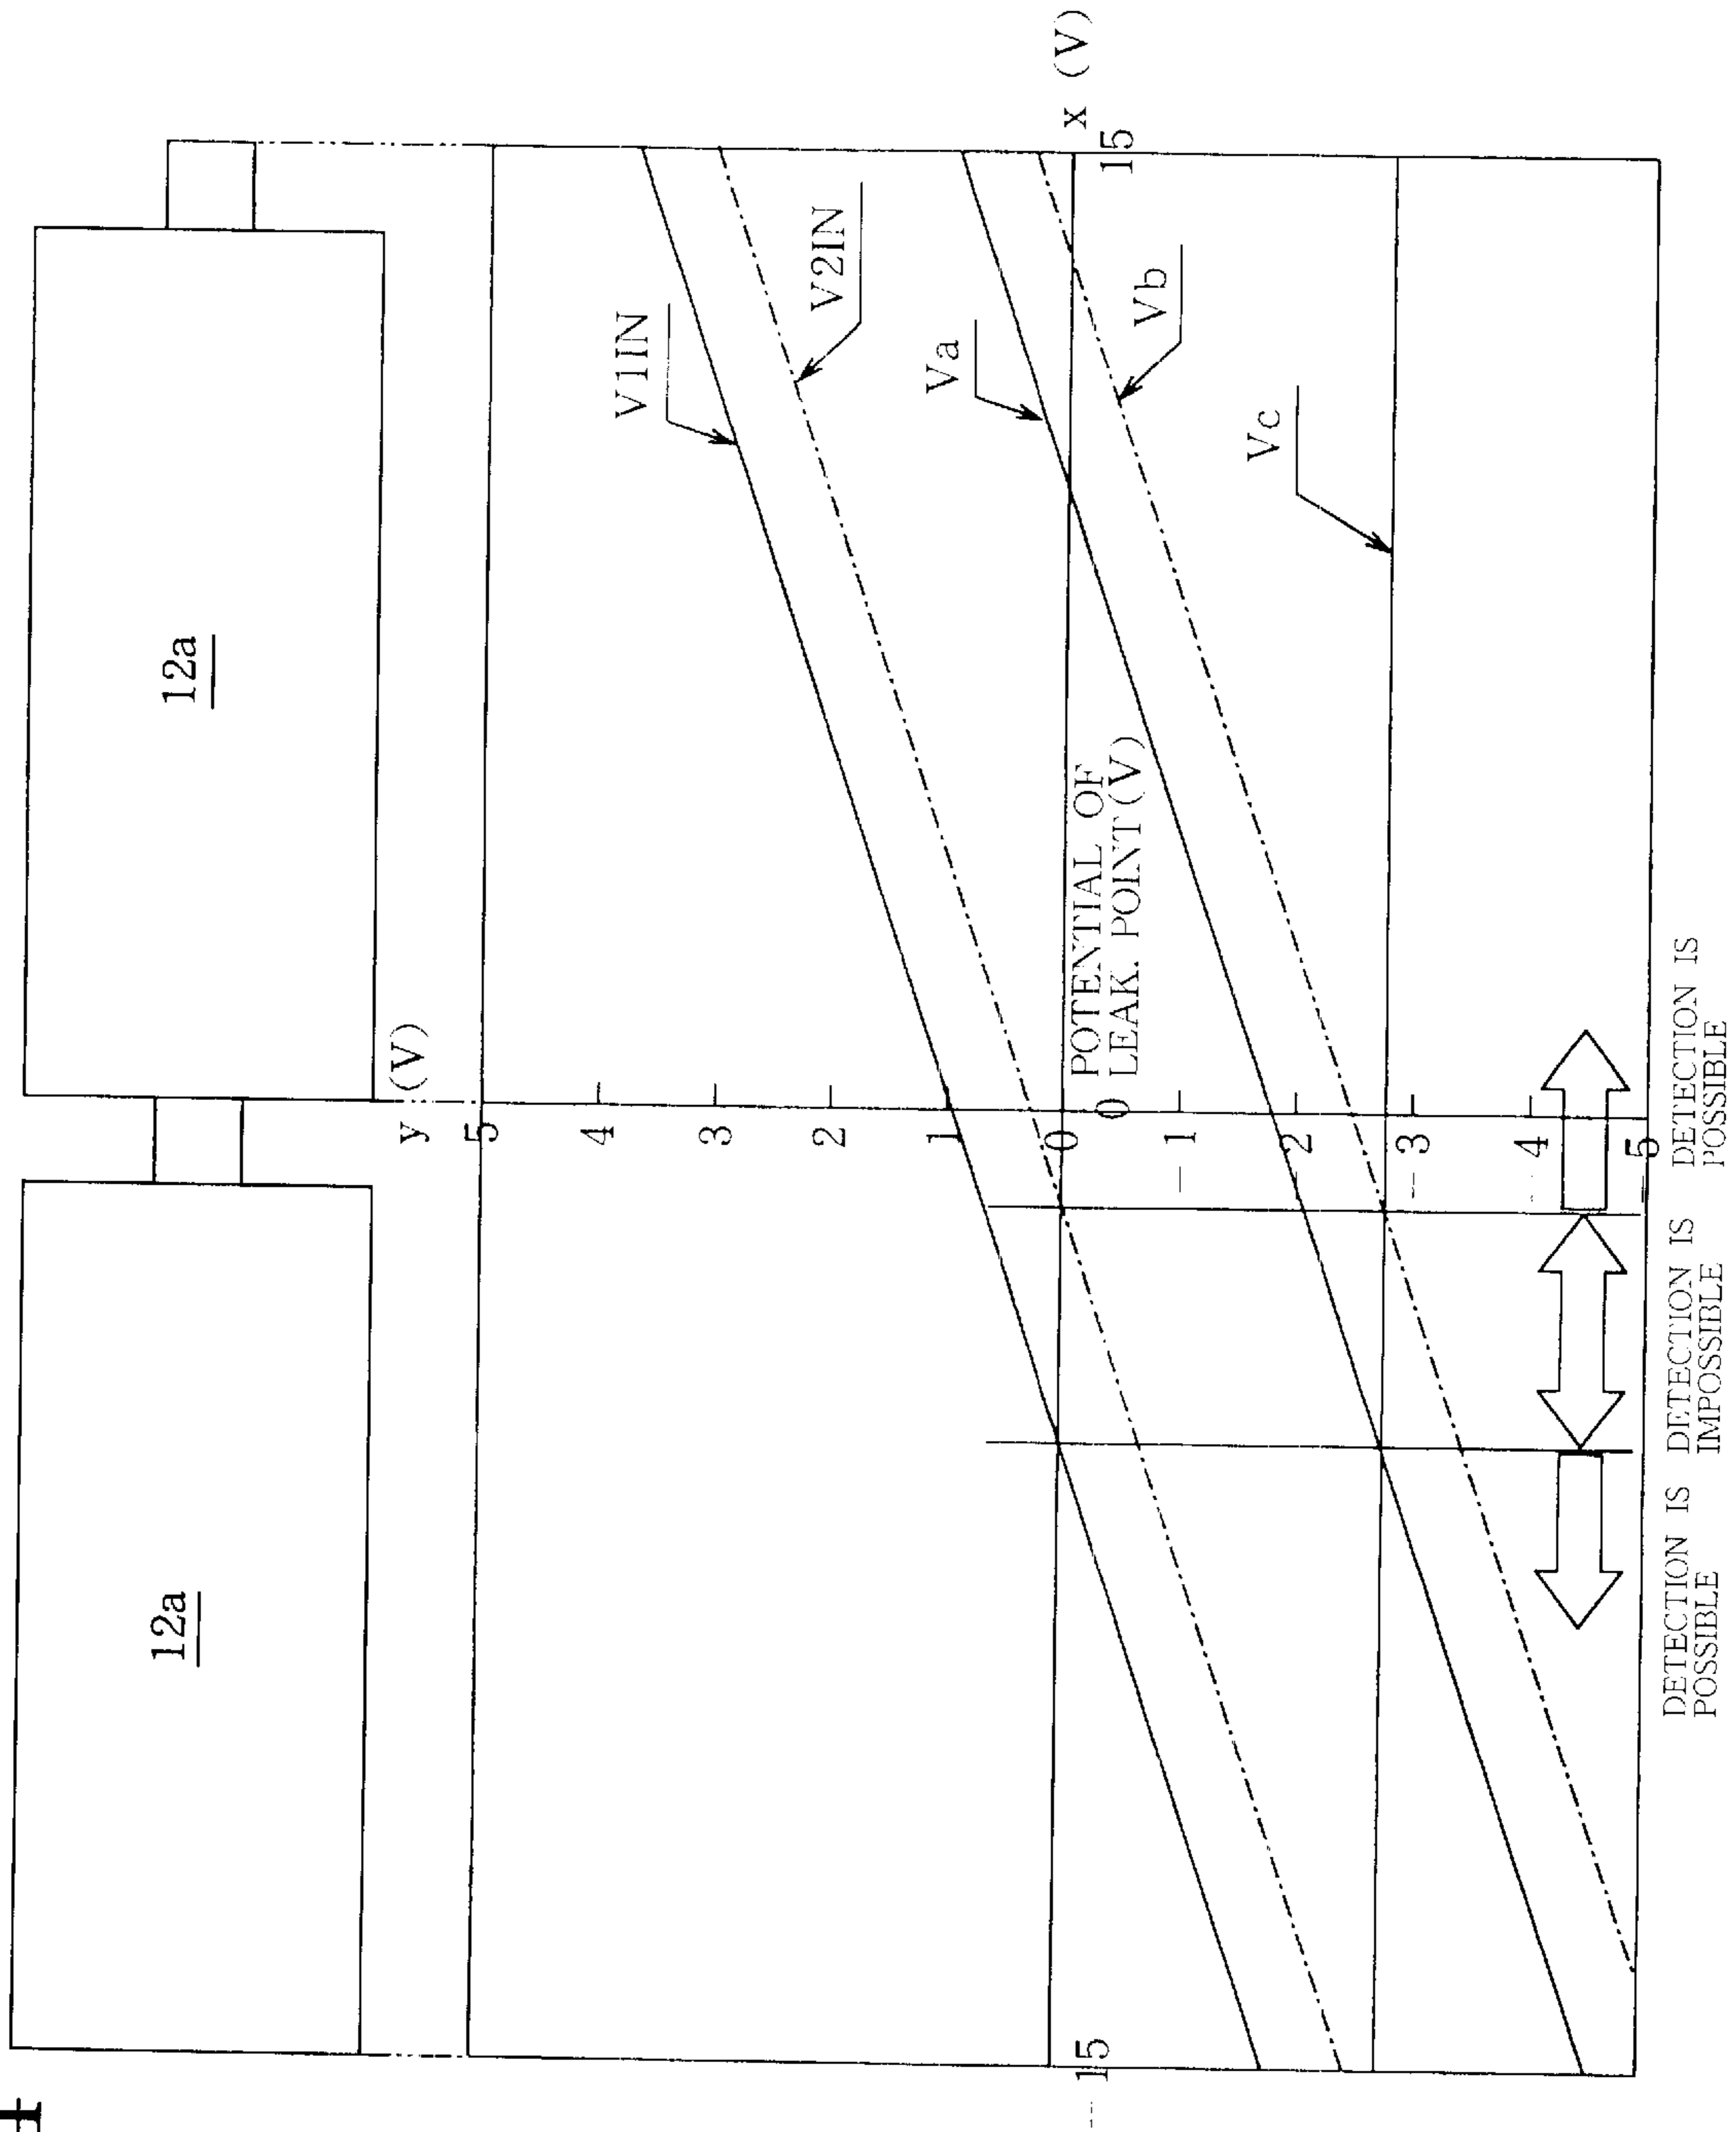 12a
12a
y (V)
5
4
3
2
1
0
-1
-2
-3
-4
-5
V1IN
V2IN
Va
Vb
Vc
x (V)
15
0
-15
POTENTIAL OF
LEAK. POINT(V)
DETECTION IS
POSSIBLE
DETECTION IS
IMPOSSIBLE
DETECTION IS
POSSIBLE